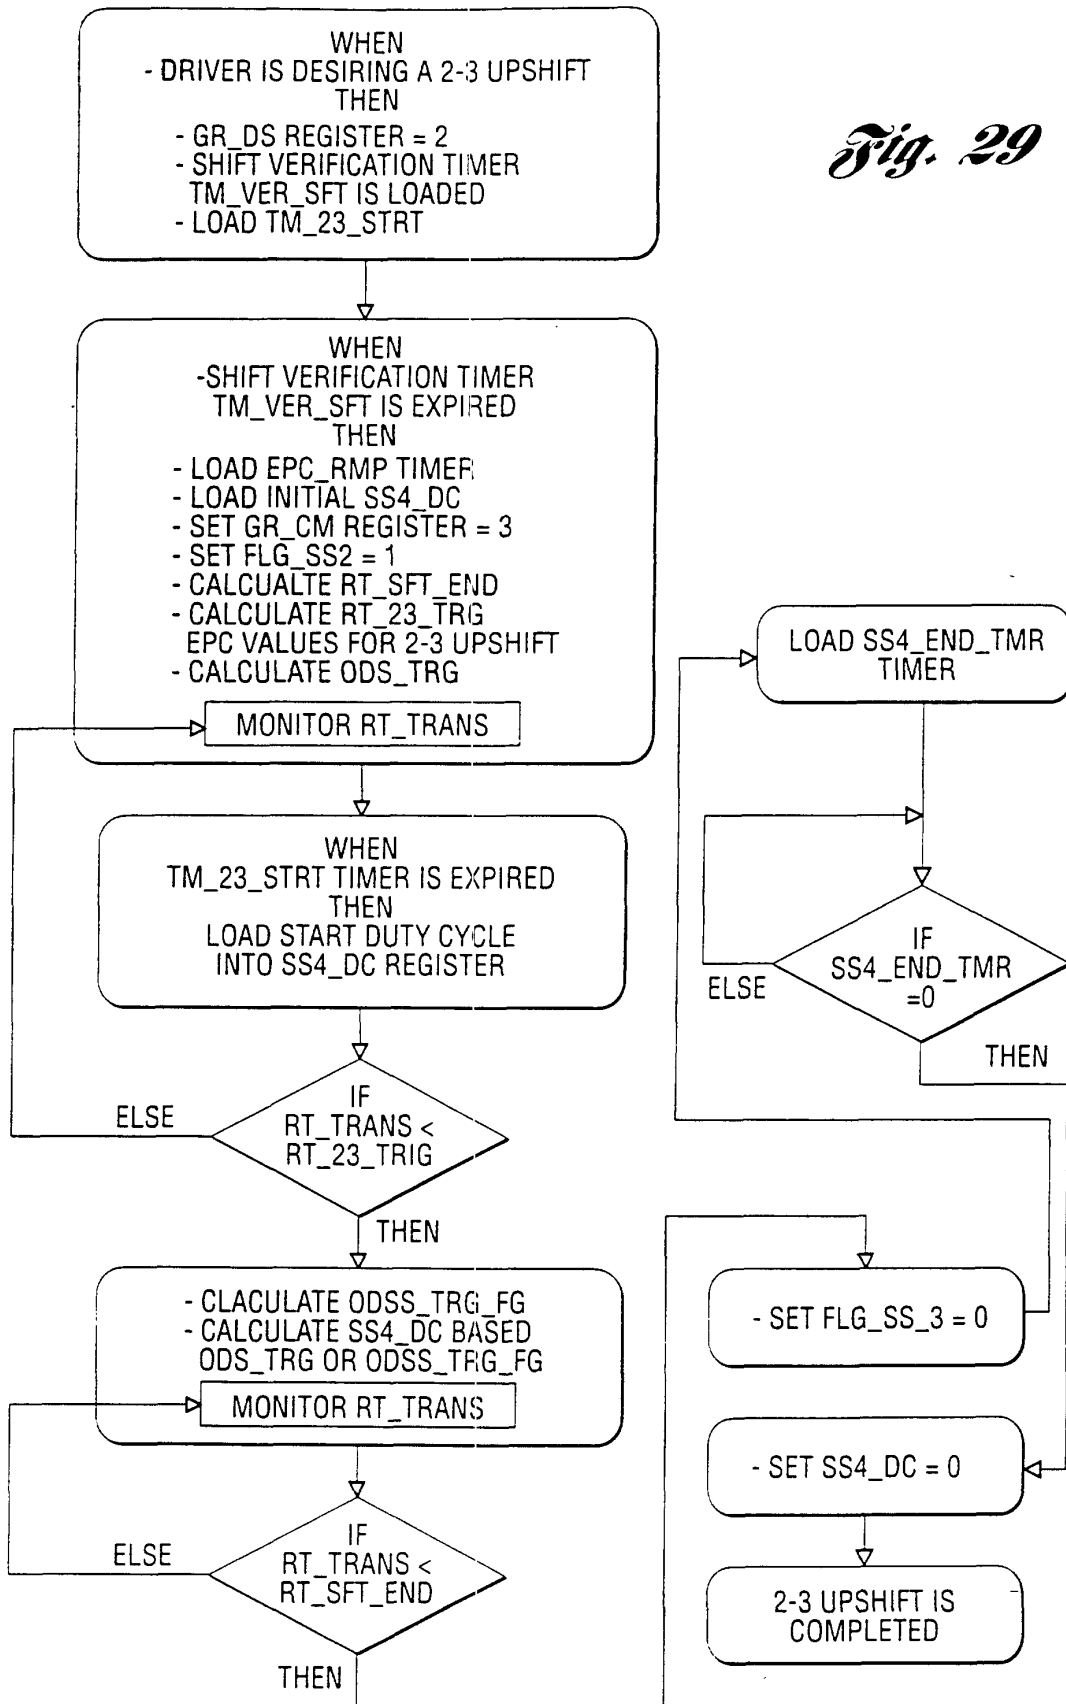 WHEN
- DRIVER IS DESIRING A 2-3 UPSHIFT
THEN
- GR_DS REGISTER = 2
- SHIFT VERIFICATION TIMER
TM_VER_SFT IS LOADED
- LOAD TM_23_STRT
Fig. 29
WHEN
-SHIFT VERIFICATION TIMER
TM_VER_SFT IS EXPIRED
THEN
- LOAD EPC_RMP TIMER
- LOAD INITIAL SS4_DC
- SET GR_CM REGISTER = 3
- SET FLG_SS2 = 1
- CALCUALTE RT_SFT_END
- CALCULATE RT_23_TRG
EPC VALUES FOR 2-3 UPSHIFT
- CALCULATE ODS_TRG
MONITOR RT_TRANS
WHEN
TM_23_STRT TIMER IS EXPIRED
THEN
LOAD START DUTY CYCLE
INTO SS4_DC REGISTER
IF
RT_TRANS <
RT_23_TRIG
ELSE
THEN
- CLACULATE ODSS_TRG_FG
- CALCULATE SS4_DC BASED
ODS_TRG OR ODSS_TRG_FG
MONITOR RT_TRANS
IF
RT_TRANS <
RT_SFT_END
ELSE
THEN
LOAD SS4_END_TMR
TIMER
IF
SS4_END_TMR
=0
ELSE
THEN
- SET FLG_SS_3 = 0
- SET SS4_DC = 0
2-3 UPSHIFT IS
COMPLETED